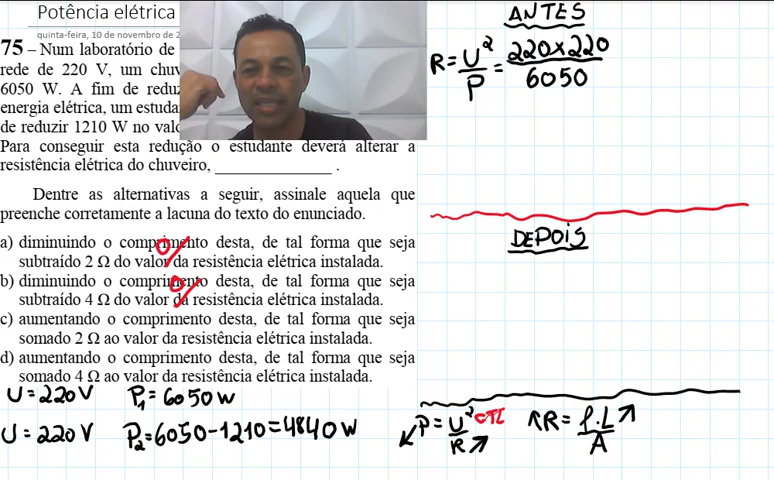 Potência elétrica
quinta-feira, 10 de novembro de 2
75 – Num laboratório de
rede de 220 V, um chuv
6050 W. A fim de reduz
energia elétrica, um estuda
de reduzir 1210 W no valo
Para conseguir esta redução o estudante deverá alterar a
resistência elétrica do chuveiro, ______________ .
Dentre as alternativas a seguir, assinale aquela que
preenche corretamente a lacuna do texto do enunciado.
a) diminuindo o comprimento desta, de tal forma que seja
subtraído 2 Ω do valor da resistência elétrica instalada.
b) diminuindo o comprimento desta, de tal forma que seja
subtraído 4 Ω do valor da resistência elétrica instalada.
c) aumentando o comprimento desta, de tal forma que seja
somado 2 Ω ao valor da resistência elétrica instalada.
d) aumentando o comprimento desta, de tal forma que seja
somado 4 Ω ao valor da resistência elétrica instalada.
U = 220 V P₁ = 6050 W
U = 220 V P₂ = 6050 - 1210 = 4840 W
ANTES
R = U²/P = 220 x 220/6050
DEPOIS
↙P = U² CTE/R↗ ↑R = ρ.L↗/A